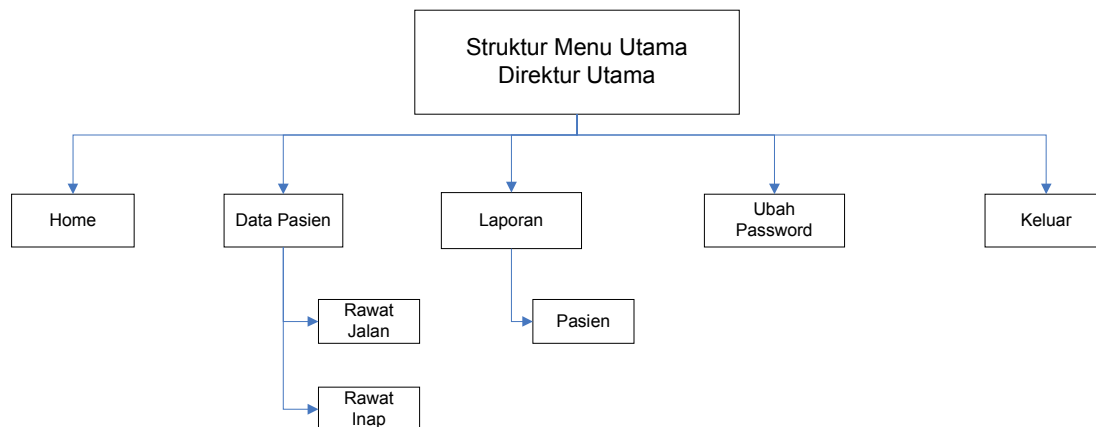 Struktur Menu Utama
Direktur Utama
Home
Data Pasien
Laporan
Ubah
Password
Keluar
Rawat
Jalan
Pasien
Rawat
Inap